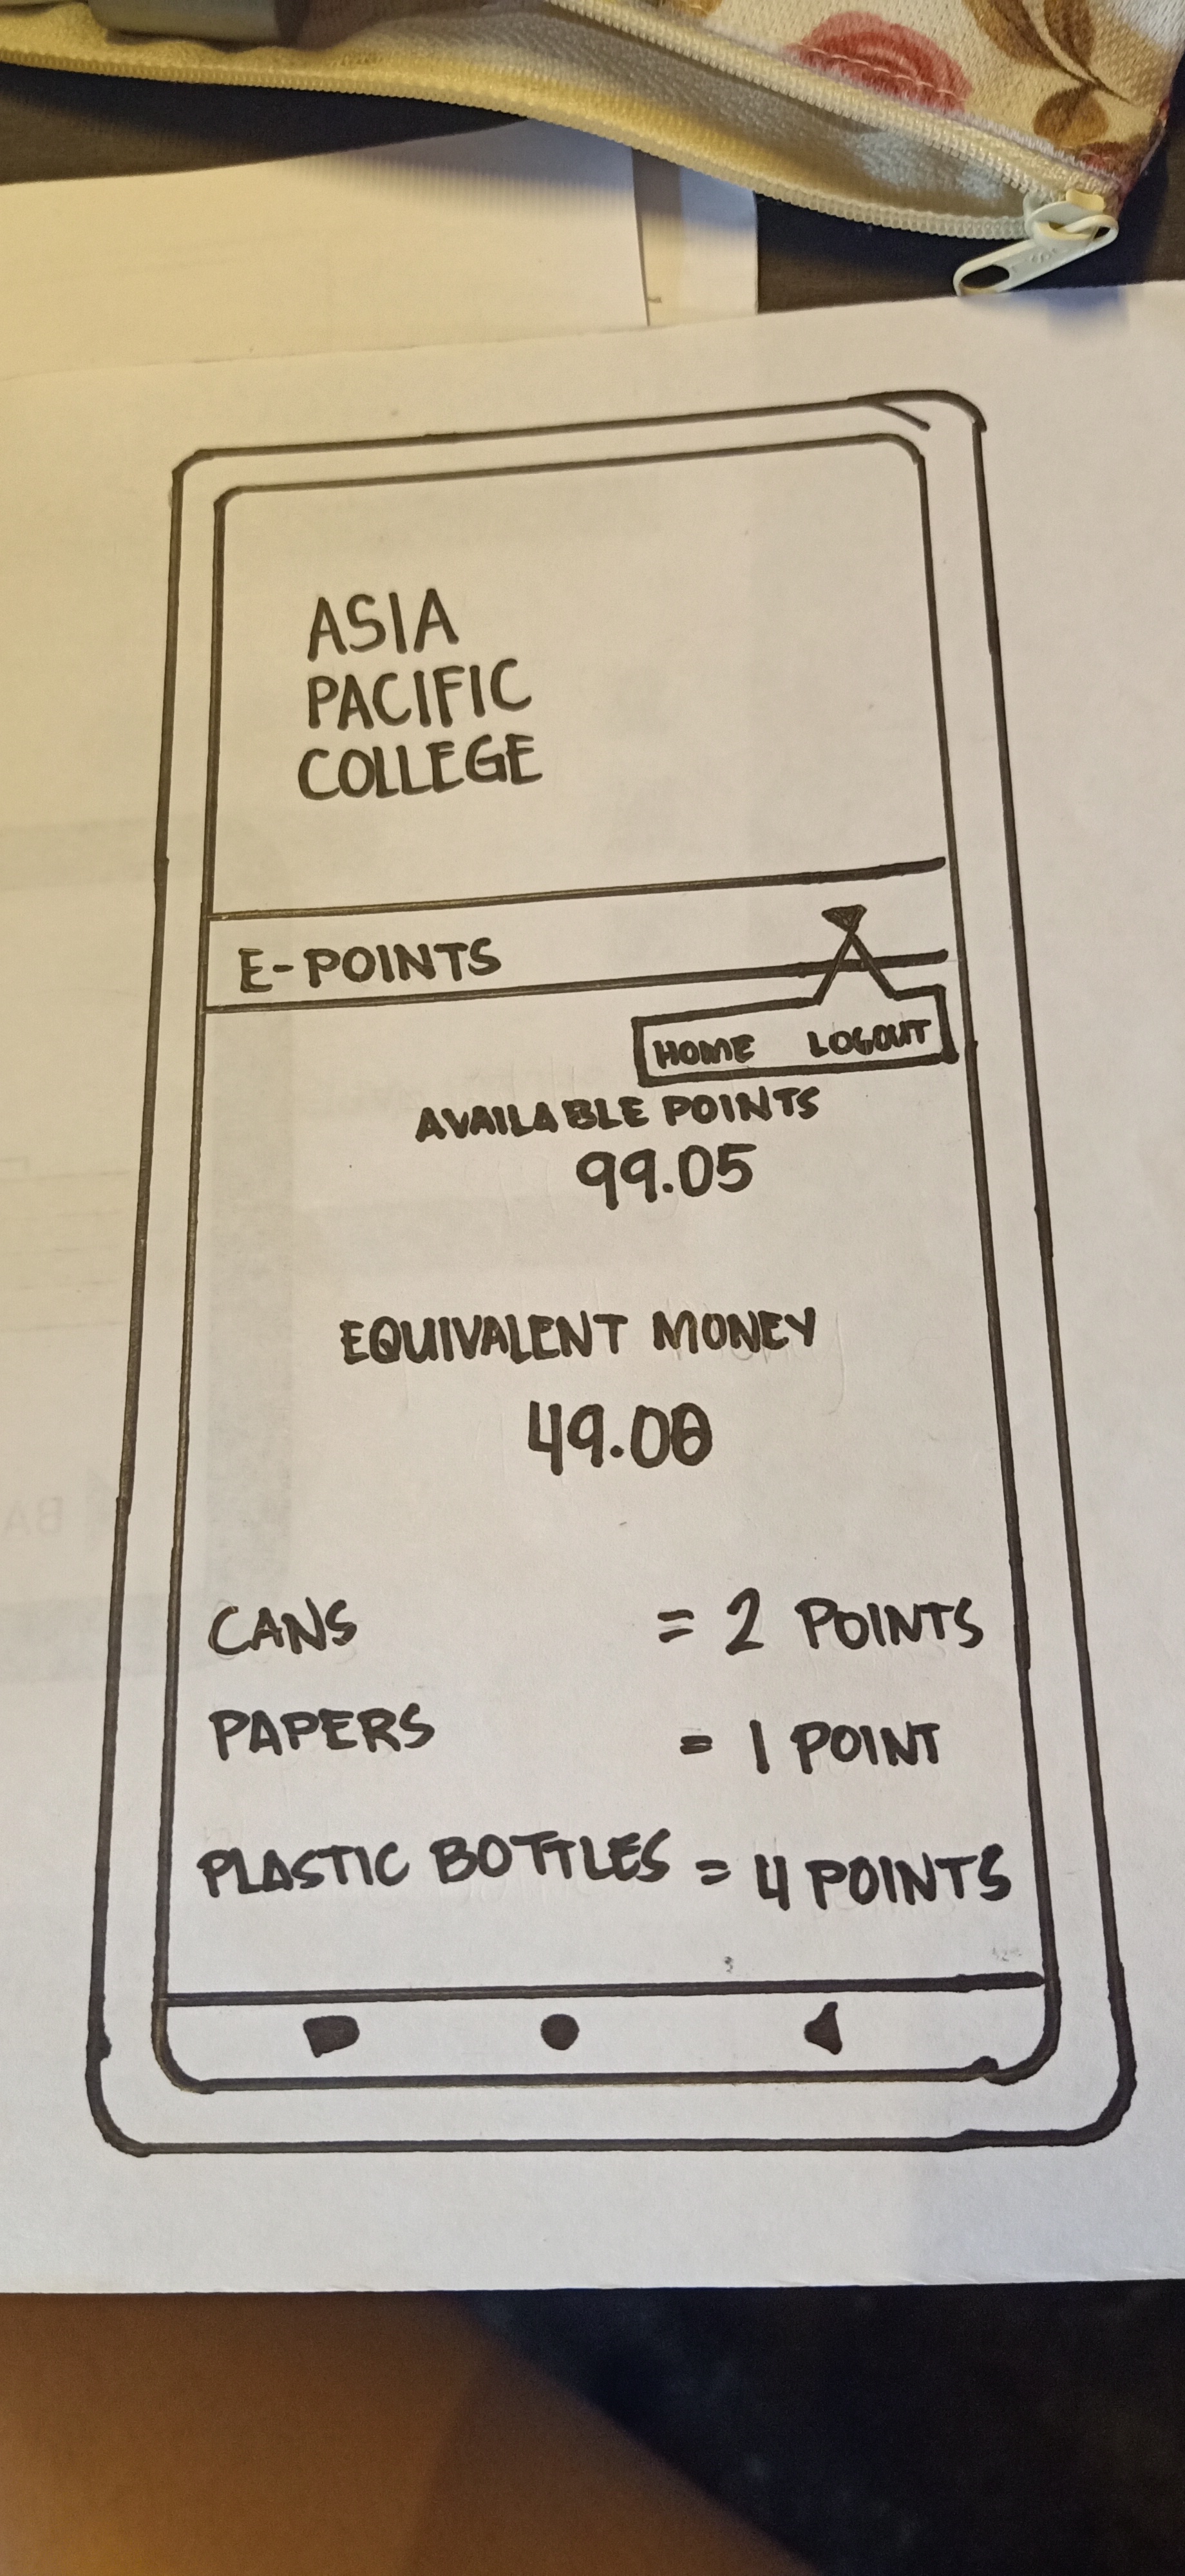 ASIA
PACIFIC
COLLEGE
E-POINTS
HOME LOGOUT
AVAILABLE POINTS
99.05
EQUIVALENT MONEY
49.00
CANS = 2 POINTS
PAPERS = 1 POINT
PLASTIC BOTTLES = 4 POINTS